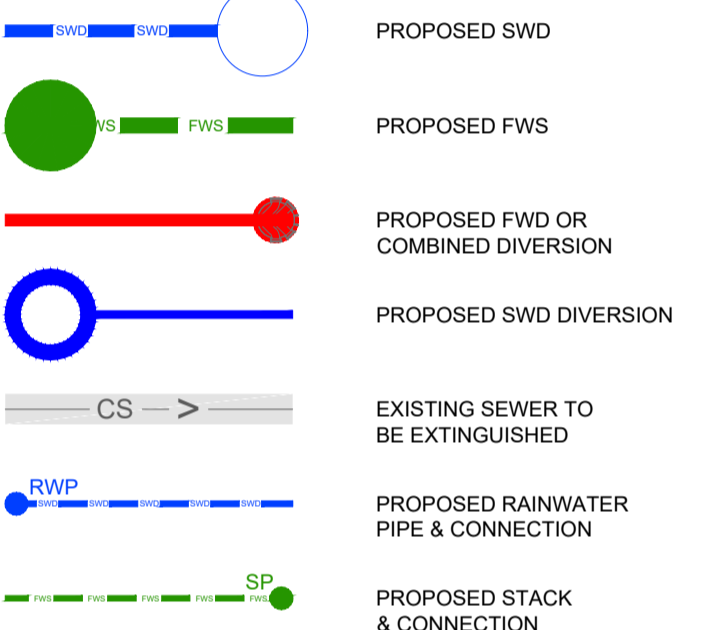 SWD SWD PROPOSED SWD
WS FWS PROPOSED FWS
PROPOSED FWD OR
COMBINED DIVERSION
PROPOSED SWD DIVERSION
CS > EXISTING SEWER TO
BE EXTINGUISHED
RWP
SWD SWD SWD SWD SWD PROPOSED RAINWATER
PIPE & CONNECTION
SP
FWS FWS FWS FWS FWS PROPOSED STACK
& CONNECTION